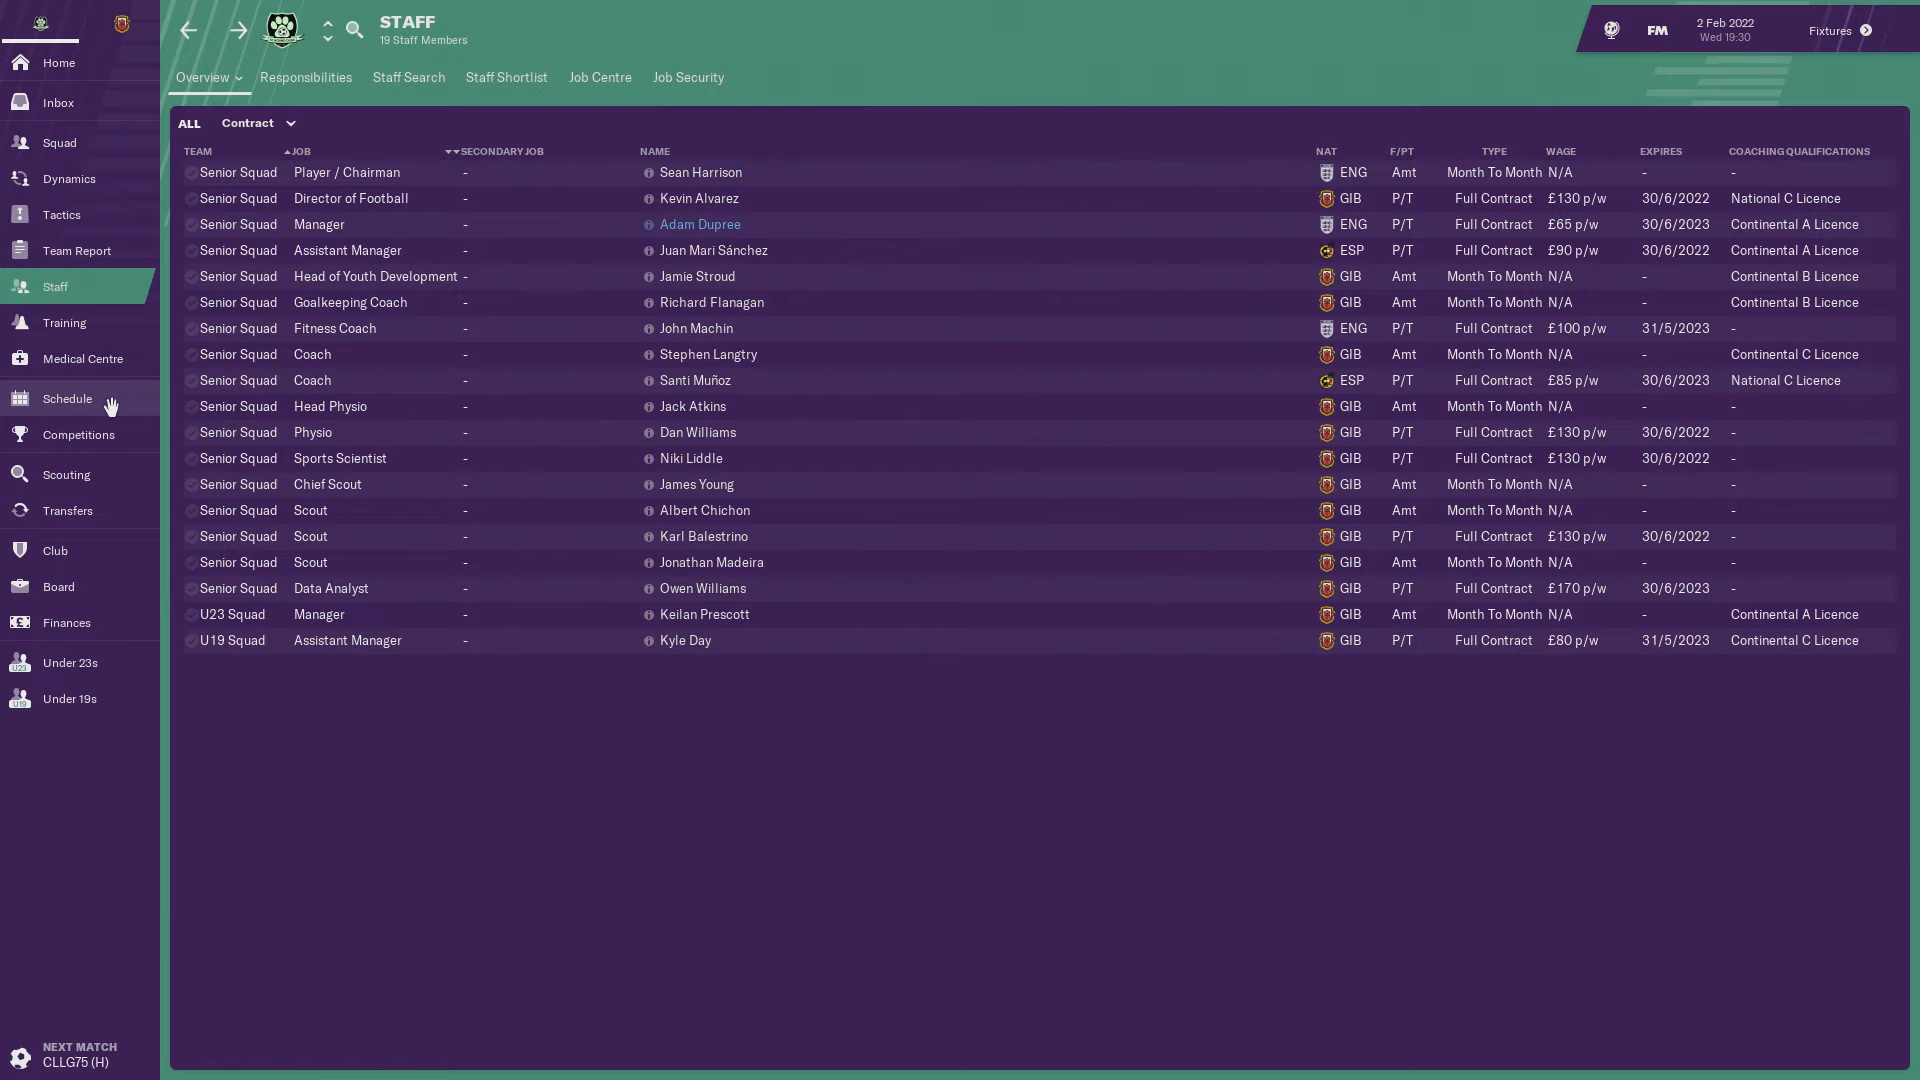 STAFF
19 Staff Members
FM
2 Feb 2022
Wed 19:30
Fixtures
Home
Inbox
Squad
Dynamics
Tactics
Team Report
Staff
Training
Medical Centre
Schedule
Competitions
Scouting
Transfers
Club
Board
Finances
U23 Under 23s
U19 Under 19s
NEXT MATCH
CLLG75 (H)
Overview Responsibilities Staff Search Staff Shortlist Job Centre Job Security
ALL Contract
TEAM JOB SECONDARY JOB NAME NAT F/PT TYPE WAGE EXPIRES COACHING QUALIFICATIONS
Senior Squad Player / Chairman - Sean Harrison ENG Amt Month To Month N/A - -
Senior Squad Director of Football - Kevin Alvarez GIB P/T Full Contract £130 p/w 30/6/2022 National C Licence
Senior Squad Manager - Adam Dupree ENG P/T Full Contract £65 p/w 30/6/2023 Continental A Licence
Senior Squad Assistant Manager - Juan Mari Sánchez ESP P/T Full Contract £90 p/w 30/6/2022 Continental A Licence
Senior Squad Head of Youth Development - Jamie Stroud GIB Amt Month To Month N/A - Continental B Licence
Senior Squad Goalkeeping Coach - Richard Flanagan GIB Amt Month To Month N/A - Continental B Licence
Senior Squad Fitness Coach - John Machin ENG P/T Full Contract £100 p/w 31/5/2023 -
Senior Squad Coach - Stephen Langtry GIB Amt Month To Month N/A - Continental C Licence
Senior Squad Coach - Santi Muñoz ESP P/T Full Contract £85 p/w 30/6/2023 National C Licence
Senior Squad Head Physio - Jack Atkins GIB Amt Month To Month N/A - -
Senior Squad Physio - Dan Williams GIB P/T Full Contract £130 p/w 30/6/2022 -
Senior Squad Sports Scientist - Niki Liddle GIB P/T Full Contract £130 p/w 30/6/2022 -
Senior Squad Chief Scout - James Young GIB Amt Month To Month N/A - -
Senior Squad Scout - Albert Chichon GIB Amt Month To Month N/A - -
Senior Squad Scout - Karl Balestrino GIB P/T Full Contract £130 p/w 30/6/2022 -
Senior Squad Scout - Jonathan Madeira GIB Amt Month To Month N/A - -
Senior Squad Data Analyst - Owen Williams GIB P/T Full Contract £170 p/w 30/6/2023 -
U23 Squad Manager - Keilan Prescott GIB Amt Month To Month N/A - Continental A Licence
U19 Squad Assistant Manager - Kyle Day GIB P/T Full Contract £80 p/w 31/5/2023 Continental C Licence